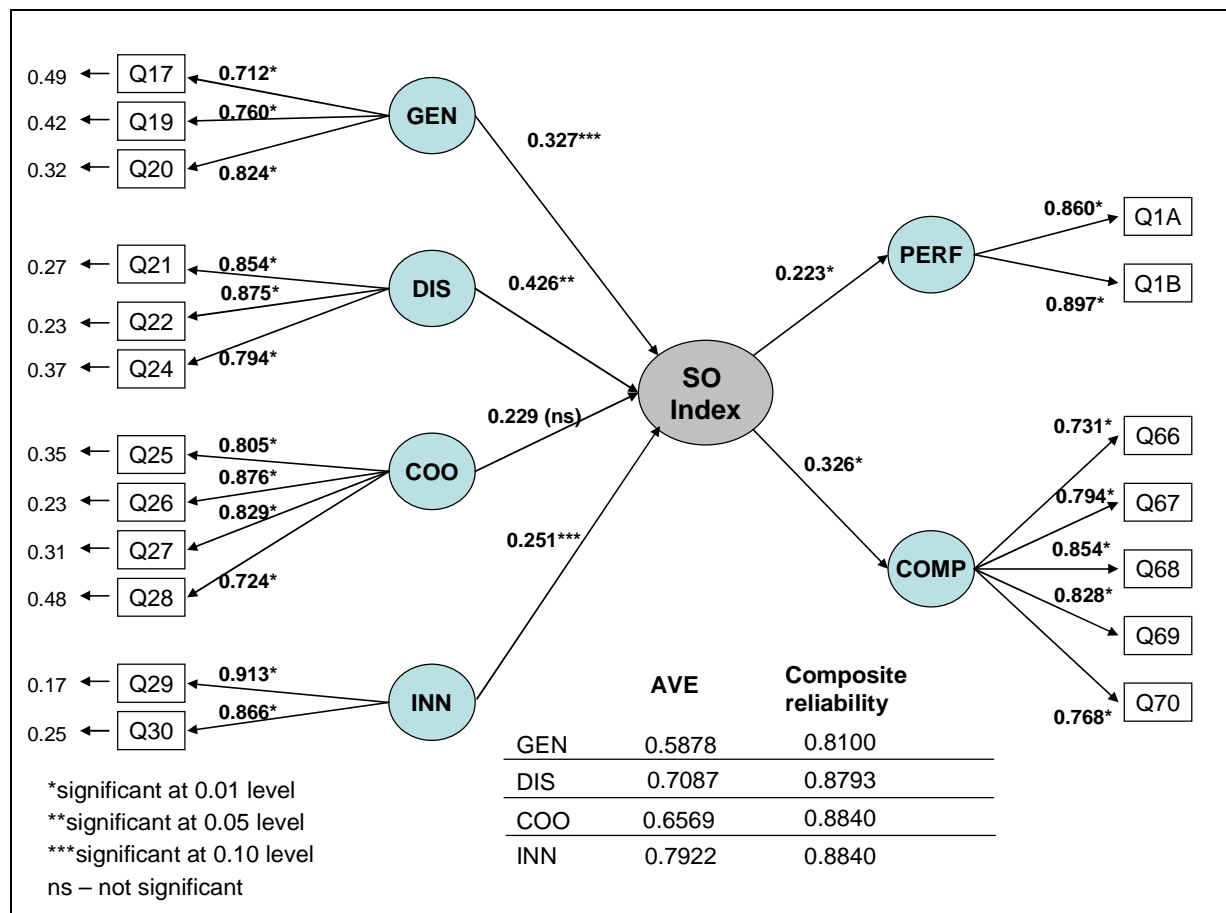 0.49 Q17 0.712*
0.42 Q19 0.760*
0.32 Q20 0.824*
GEN
0.327***
0.27 Q21 0.854*
0.23 Q22 0.875*
0.37 Q24 0.794*
DIS
0.426**
0.35 Q25 0.805*
0.23 Q26 0.876*
0.31 Q27 0.829*
0.48 Q28 0.724*
COO
0.229 (ns)
0.17 Q29 0.913*
0.25 Q30 0.866*
INN
0.251***
SO
Index
0.223*
PERF
0.860* Q1A
0.897* Q1B
0.326*
COMP
0.731* Q66
0.794* Q67
0.854* Q68
0.828* Q69
0.768* Q70
AVE Composite
reliability
GEN 0.5878 0.8100
DIS 0.7087 0.8793
COO 0.6569 0.8840
INN 0.7922 0.8840
*significant at 0.01 level
**significant at 0.05 level
***significant at 0.10 level
ns – not significant